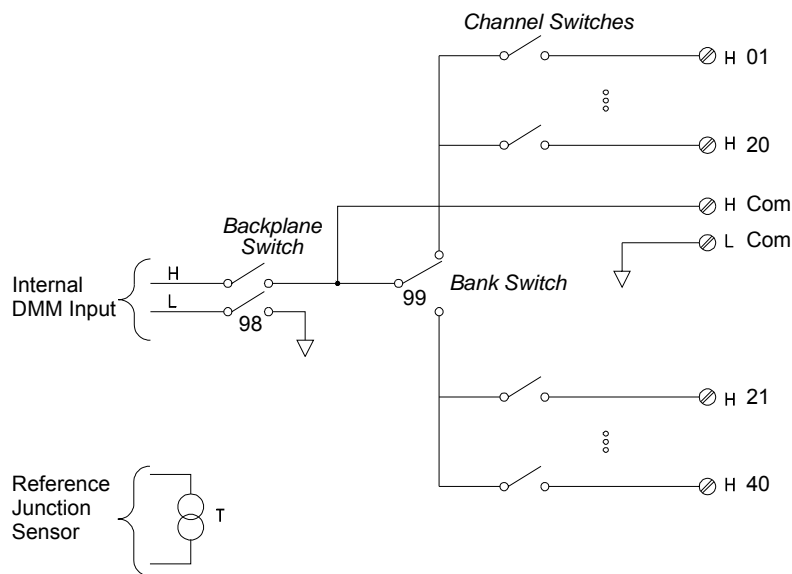 Channel Switches
H 01
H 20
H Com
L Com
Backplane
Switch
Internal
DMM Input
H
L
98
99
Bank Switch
H 21
H 40
Reference
Junction
Sensor
T